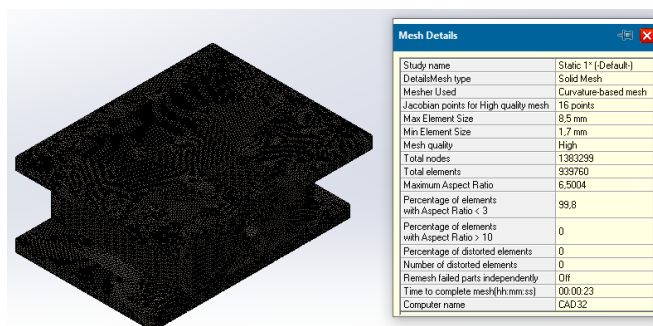 Mesh Details
Study name Static 1* (-Default-)
DetailsMesh type Solid Mesh
Mesher Used Curvature-based mesh
Jacobian points for High quality mesh 16 points
Max Element Size 8,5 mm
Min Element Size 1,7 mm
Mesh quality High
Total nodes 1383299
Total elements 939760
Maximum Aspect Ratio 6,5004
Percentage of elements
with Aspect Ratio < 3 99,8
Percentage of elements
with Aspect Ratio > 10 0
Percentage of distorted elements 0
Number of distorted elements 0
Remesh failed parts independently Off
Time to complete mesh(hh:mm:ss) 00:00:23
Computer name CAD32